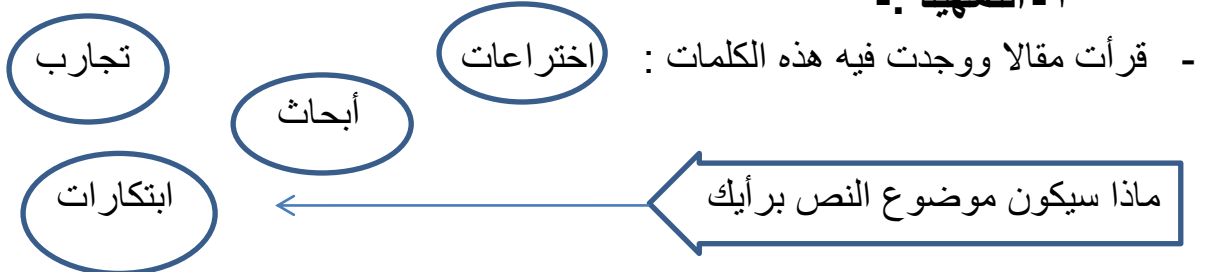 - قرأت مقالا ووجدت فيه هذه الكلمات : اختراعات تجارب
أبحاث
ماذا سيكون موضوع النص برأيك ابتكارات